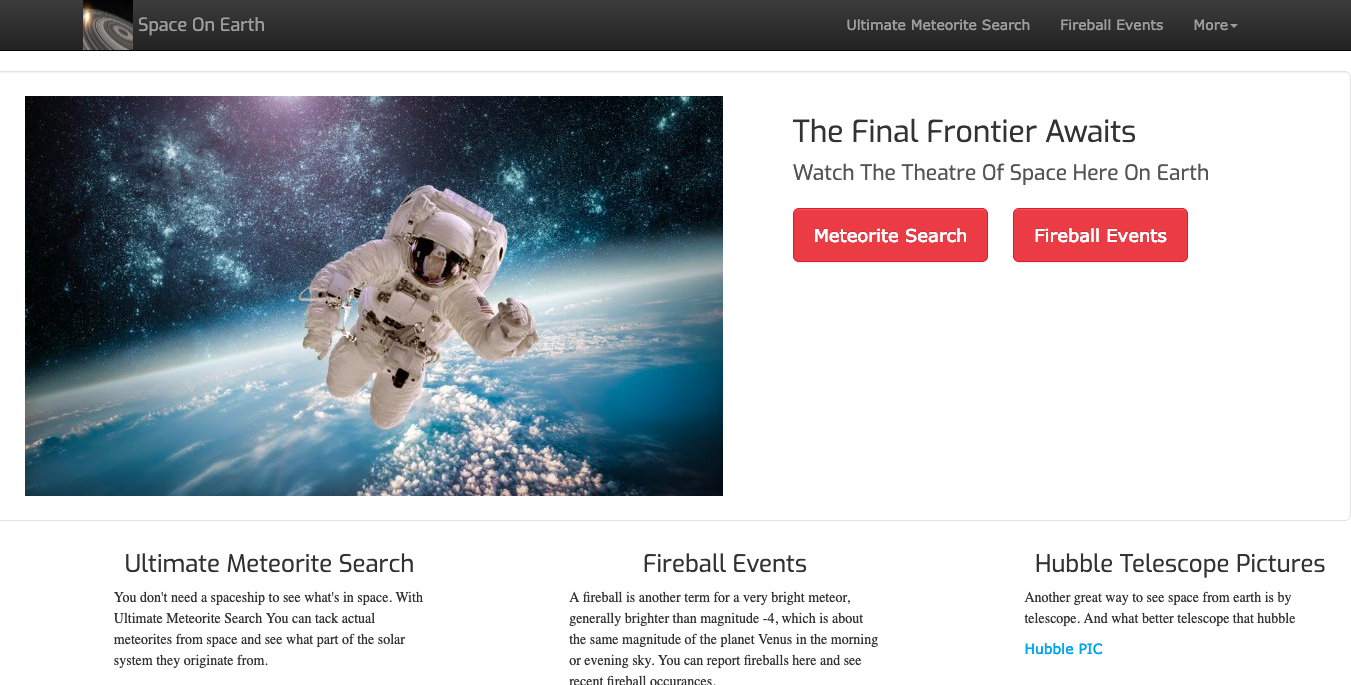 Space On Earth
Ultimate Meteorite Search
Fireball Events
More
The Final Frontier Awaits
Watch The Theatre Of Space Here On Earth
Meteorite Search
Fireball Events
Ultimate Meteorite Search
You don't need a spaceship to see what's in space. With
Ultimate Meteorite Search You can tack actual
meteorites from space and see what part of the solar
system they originate from.
Fireball Events
A fireball is another term for a very bright meteor,
generally brighter than magnitude -4, which is about
the same magnitude of the planet Venus in the morning
or evening sky. You can report fireballs here and see
recent fireball occurances.
Hubble Telescope Pictures
Another great way to see space from earth is by
telescope. And what better telescope that hubble
Hubble PIC